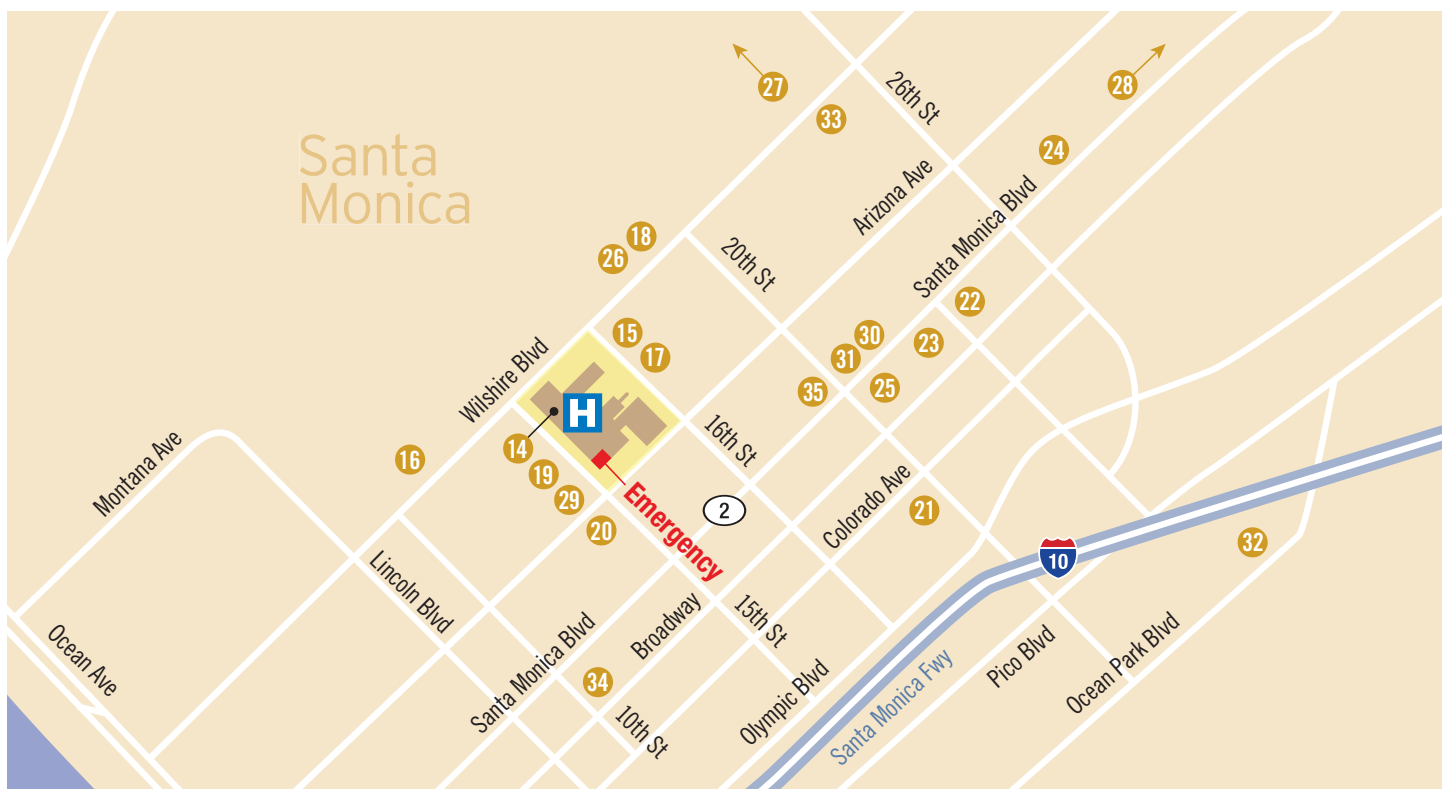 27
28
26th St
33
24
Santa
Monica
Arizona Ave
Santa Monica Blvd
18
26
20th St
22
15
17
30
31
23
Wilshire Blvd
35
25
H
14
16
Montana Ave
19
29
16th St
20
Emergency
2
Colorado Ave
21
32
10
Lincoln Blvd
15th St
Broadway
Santa Monica Blvd
Ocean Ave
34
10th St
Olympic Blvd
Santa Monica Fwy
Pico Blvd
Ocean Park Blvd